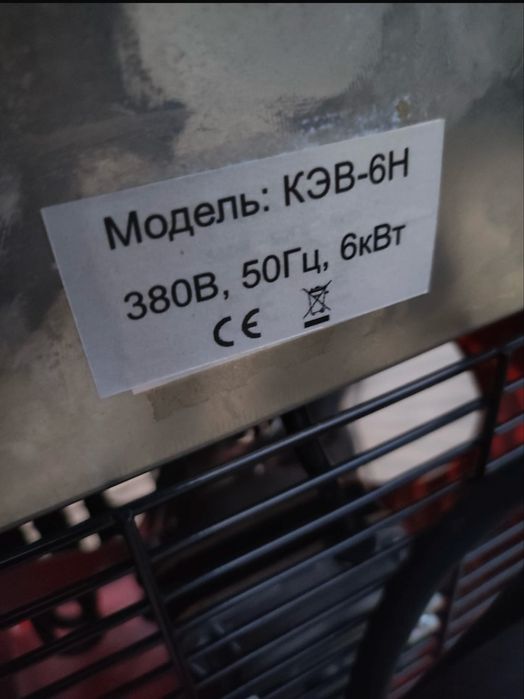 Модель: КЭВ-6Н
380В, 50Гц, 6кВт
CE